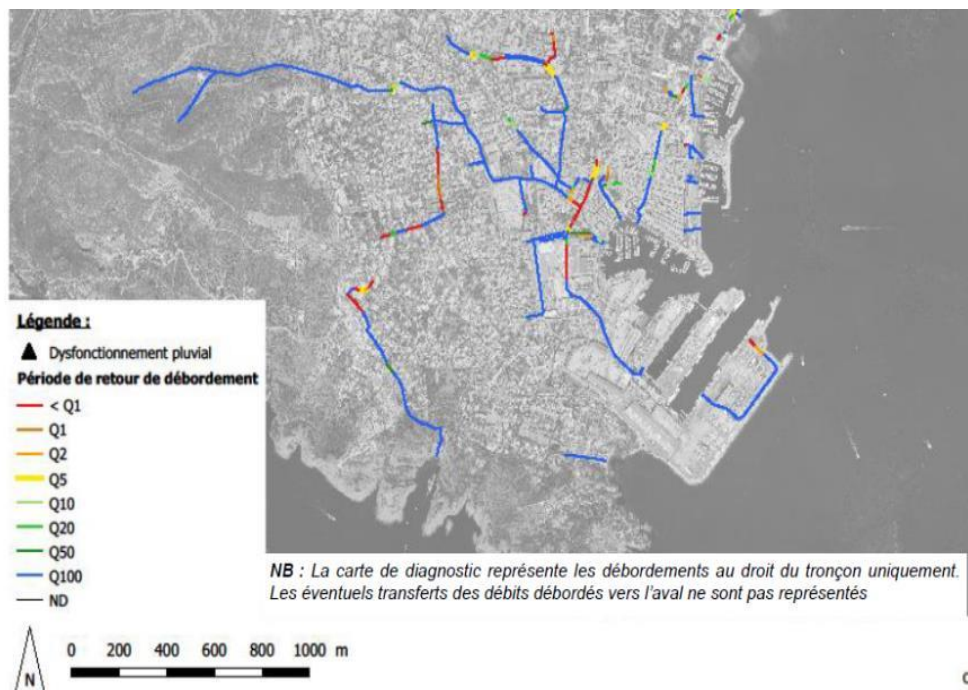 Légende :
Dysfonctionnement pluvial
Période de retour de débordement
< Q1
Q1
Q2
Q5
Q10
Q20
Q50
Q100
ND
NB : La carte de diagnostic représente les débordements au droit du tronçon uniquement.
Les éventuels transferts des débits débordés vers l'aval ne sont pas représentés
N
0 200 400 600 800 1000 m